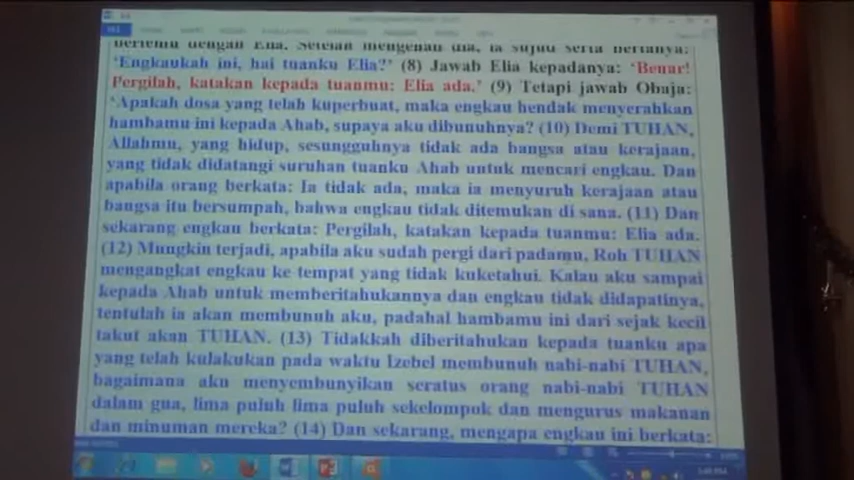 bertemu dengan Elia. Setelah mengenali dia, ia sujud serta bertanya:
‘Engkaukah ini, hai tuanku Elia?’ (8) Jawab Elia kepadanya: ‘Benar!
Pergilah, katakan kepada tuanmu: Elia ada.’ (9) Tetapi jawab Obaja:
‘Apakah dosa yang telah kuperbuat, maka engkau hendak menyerahkan
hambamu ini kepada Ahab, supaya aku dibunuhnya? (10) Demi TUHAN,
Allahmu, yang hidup, sesungguhnya tidak ada bangsa atau kerajaan,
yang tidak didatangi suruhan tuanku Ahab untuk mencari engkau. Dan
apabila orang berkata: Ia tidak ada, maka ia menyuruh kerajaan atau
bangsa itu bersumpah, bahwa engkau tidak ditemukan di sana. (11) Dan
sekarang engkau berkata: Pergilah, katakan kepada tuanmu: Elia ada.
(12) Mungkin terjadi, apabila aku sudah pergi dari padamu, Roh TUHAN
mengangkat engkau ke tempat yang tidak kuketahui. Kalau aku sampai
kepada Ahab untuk memberitahukannya dan engkau tidak didapatinya,
tentulah ia akan membunuh aku, padahal hambamu ini dari sejak kecil
takut akan TUHAN. (13) Tidakkah diberitahukan kepada tuanku apa
yang telah kulakukan pada waktu Izebel membunuh nabi-nabi TUHAN,
bagaimana aku menyembunyikan seratus orang nabi-nabi TUHAN
dalam gua, lima puluh lima puluh sekelompok dan mengurus makanan
dan minuman mereka? (14) Dan sekarang, mengapa engkau ini berkata: